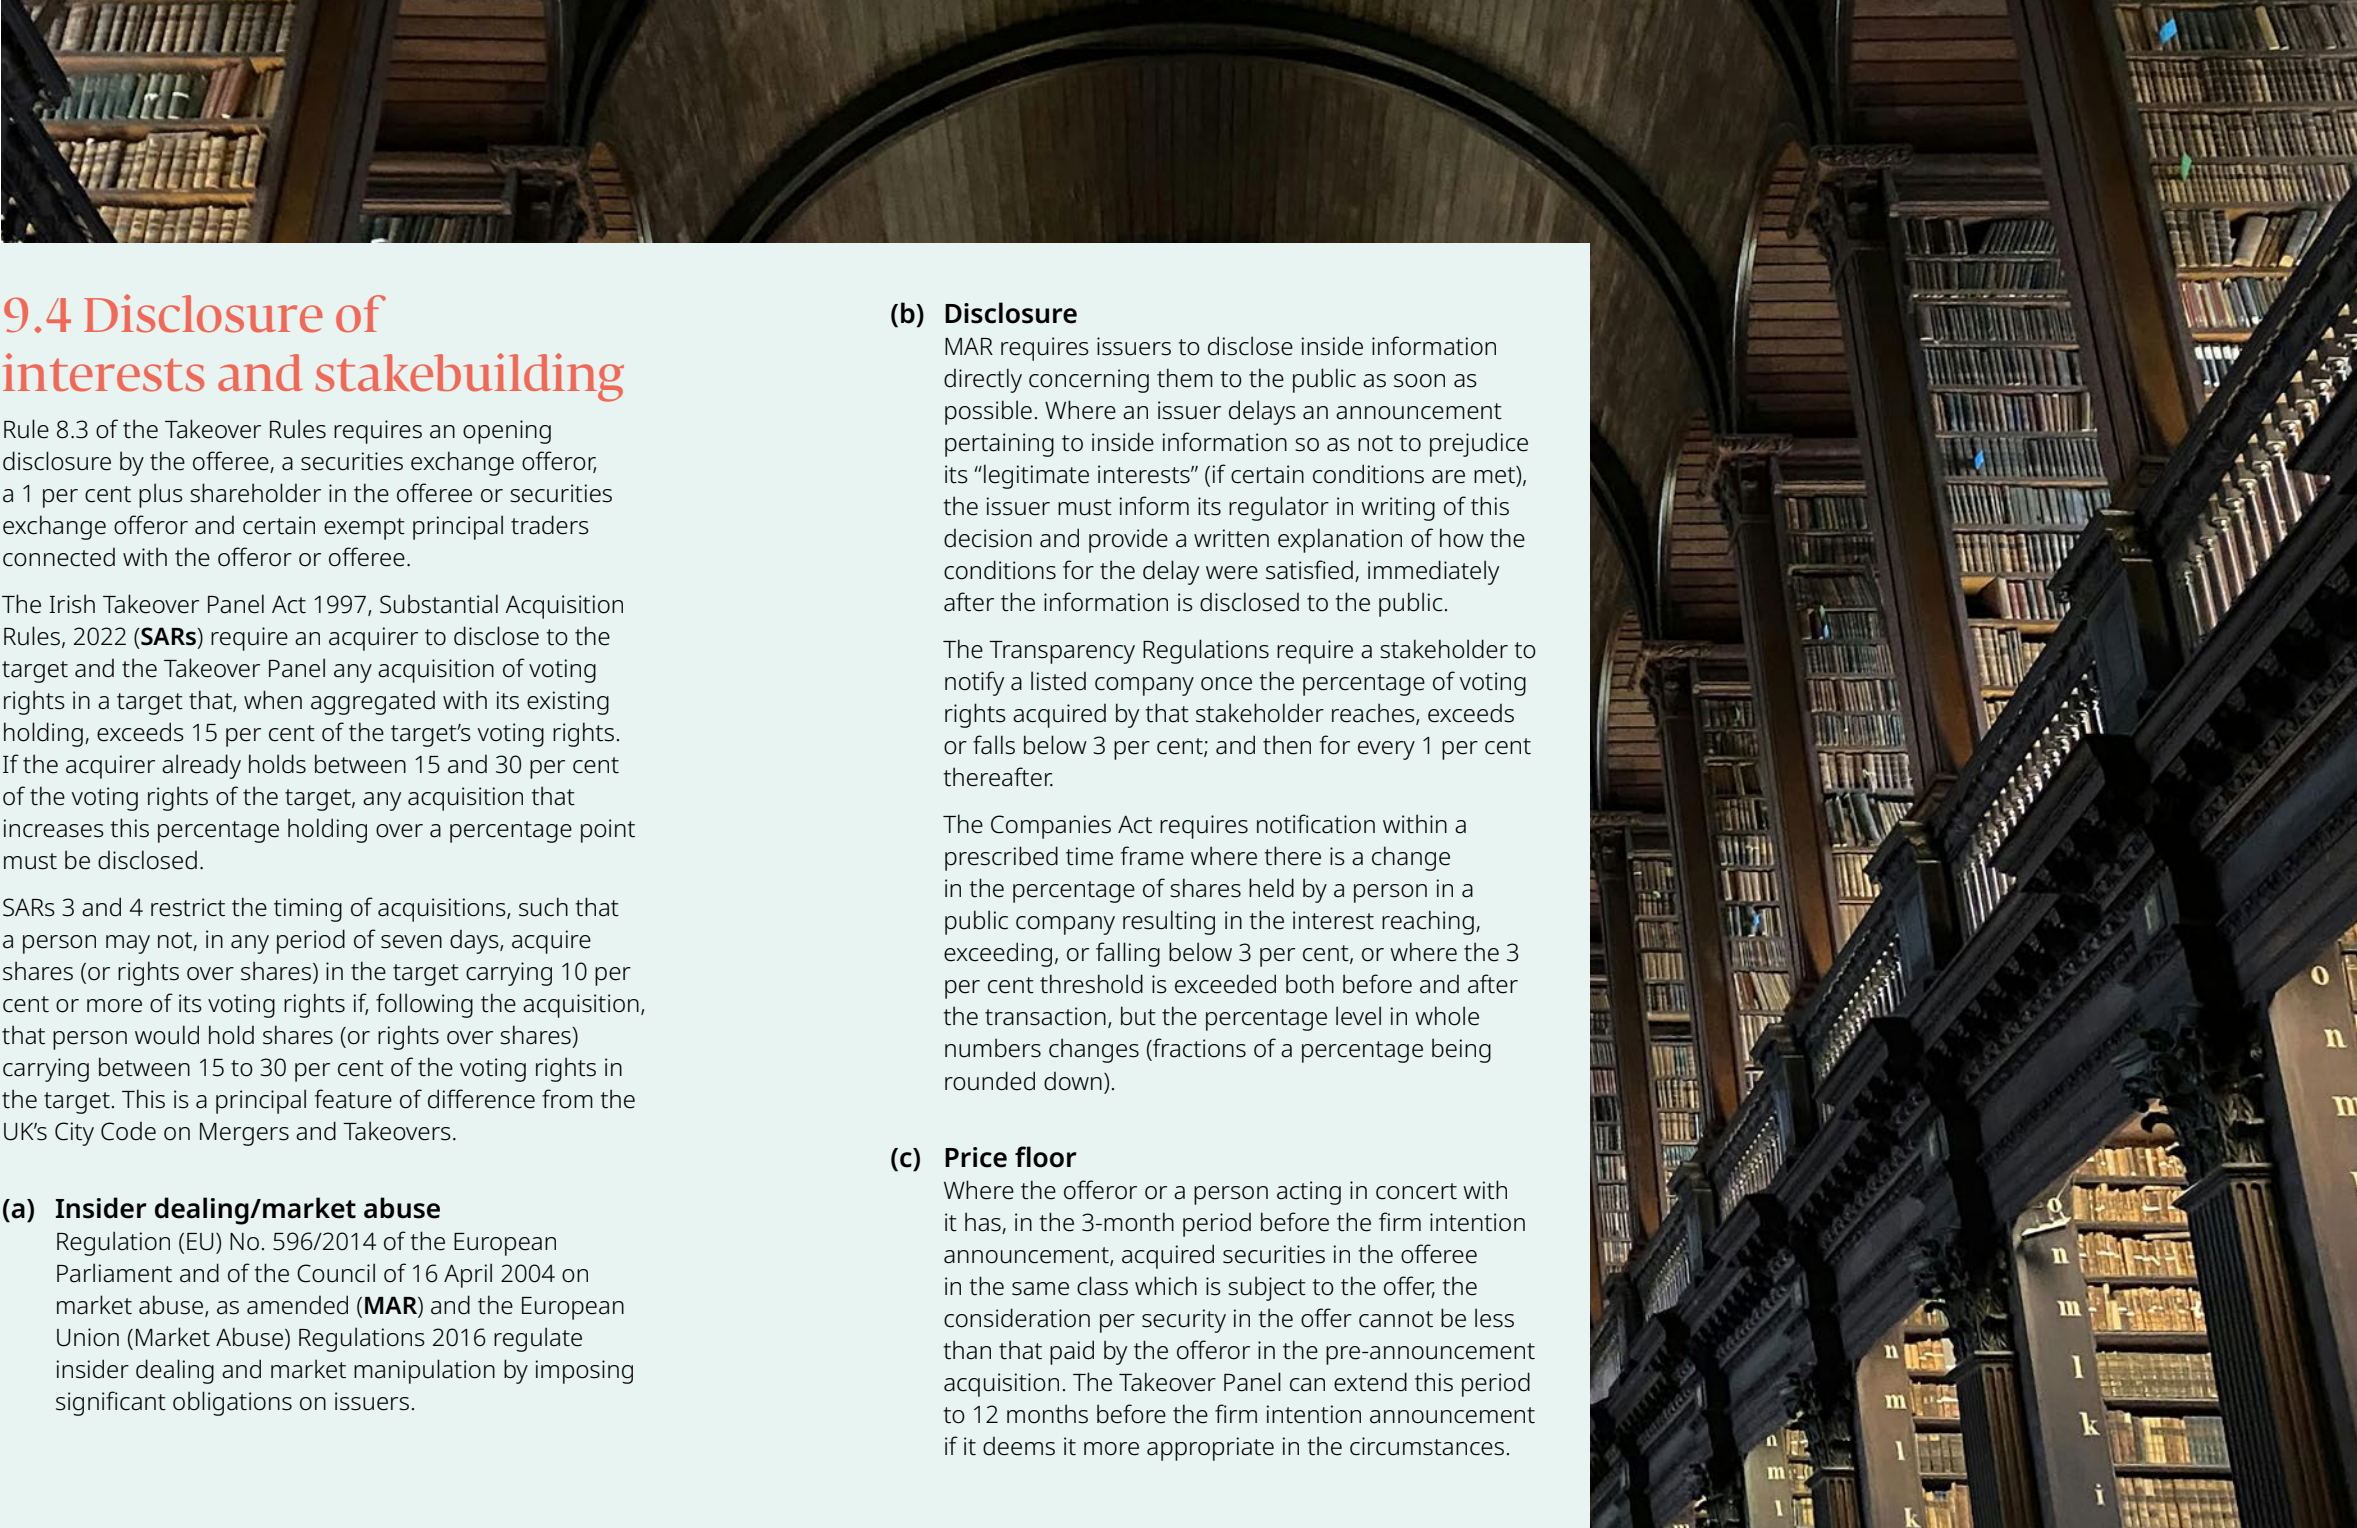 9.4 Disclosure of
interests and stakebuilding
Rule 8.3 of the Takeover Rules requires an opening
disclosure by the offeree, a securities exchange offeror,
a 1 per cent plus shareholder in the offeree or securities
exchange offeror and certain exempt principal traders
connected with the offeror or offeree.
The Irish Takeover Panel Act 1997, Substantial Acquisition
Rules, 2022 (SARs) require an acquirer to disclose to the
target and the Takeover Panel any acquisition of voting
rights in a target that, when aggregated with its existing
holding, exceeds 15 per cent of the target’s voting rights.
If the acquirer already holds between 15 and 30 per cent
of the voting rights of the target, any acquisition that
increases this percentage holding over a percentage point
must be disclosed.
SARs 3 and 4 restrict the timing of acquisitions, such that
a person may not, in any period of seven days, acquire
shares (or rights over shares) in the target carrying 10 per
cent or more of its voting rights if, following the acquisition,
that person would hold shares (or rights over shares)
carrying between 15 to 30 per cent of the voting rights in
the target. This is a principal feature of difference from the
UK’s City Code on Mergers and Takeovers.
(a) Insider dealing/market abuse
Regulation (EU) No. 596/2014 of the European
Parliament and of the Council of 16 April 2004 on
market abuse, as amended (MAR) and the European
Union (Market Abuse) Regulations 2016 regulate
insider dealing and market manipulation by imposing
significant obligations on issuers.
(b) Disclosure
MAR requires issuers to disclose inside information
directly concerning them to the public as soon as
possible. Where an issuer delays an announcement
pertaining to inside information so as not to prejudice
its “legitimate interests” (if certain conditions are met),
the issuer must inform its regulator in writing of this
decision and provide a written explanation of how the
conditions for the delay were satisfied, immediately
after the information is disclosed to the public.
The Transparency Regulations require a stakeholder to
notify a listed company once the percentage of voting
rights acquired by that stakeholder reaches, exceeds
or falls below 3 per cent; and then for every 1 per cent
thereafter.
The Companies Act requires notification within a
prescribed time frame where there is a change
in the percentage of shares held by a person in a
public company resulting in the interest reaching,
exceeding, or falling below 3 per cent, or where the 3
per cent threshold is exceeded both before and after
the transaction, but the percentage level in whole
numbers changes (fractions of a percentage being
rounded down).
(c) Price floor
Where the offeror or a person acting in concert with
it has, in the 3-month period before the firm intention
announcement, acquired securities in the offeree
in the same class which is subject to the offer, the
consideration per security in the offer cannot be less
than that paid by the offeror in the pre-announcement
acquisition. The Takeover Panel can extend this period
to 12 months before the firm intention announcement
if it deems it more appropriate in the circumstances.
o
n
m
o
n
m
l
k
i
n
m
l
k
n
m
l